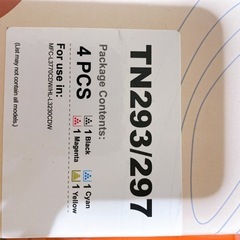 TN293/297
Package Contents:
4 PCS
1 Black
1 Cyan
1 Magenta
1 Yellow
For use in:
MFC-L3770CDW/HL-L3230CDW
(List may not contain all models.)